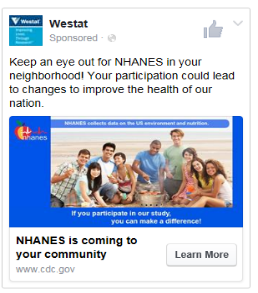 Westat
Westat
Sponsored ·
Keep an eye out for NHANES in your
neighborhood! Your participation could lead
to changes to improve the health of our
nation.
NHANES collects data on the US environment and nutrition.
nhanes
If you participate in our study,
you can make a difference!
NHANES is coming to
your community
Learn More
www.cdc.gov